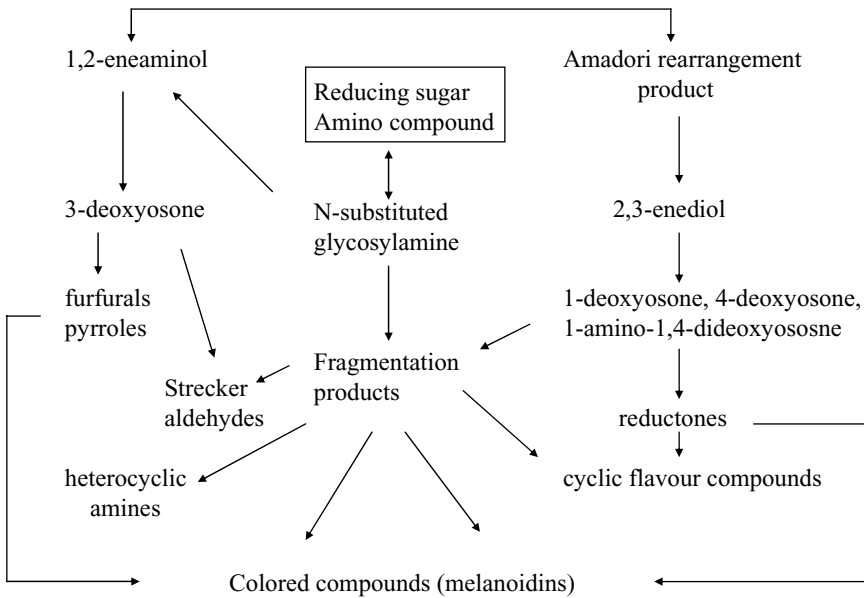 1,2-eneaminol
Amadori rearrangement
product
Reducing sugar
Amino compound
3-deoxyosone
N-substituted
glycosylamine
2,3-enediol
furfurals
pyrroles
1-deoxyosone, 4-deoxyosone,
1-amino-1,4-dideoxyososne
Fragmentation
products
Strecker
aldehydes
reductones
heterocyclic
amines
cyclic flavour compounds
Colored compounds (melanoidins)